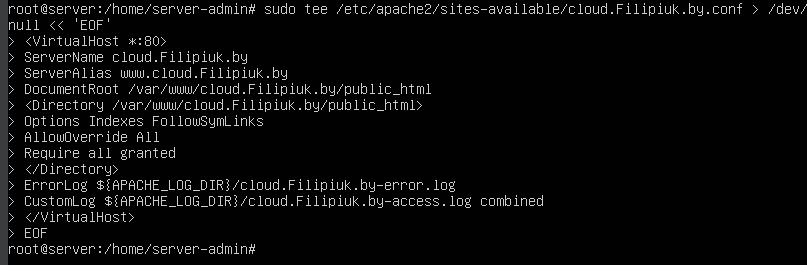 root@server:/home/server-admin# sudo tee /etc/apache2/sites-available/cloud.Filipiuk.by.conf > /dev/
null << 'EOF'
> <VirtualHost *:80>
> ServerName cloud.Filipiuk.by
> ServerAlias www.cloud.Filipiuk.by
> DocumentRoot /var/www/cloud.Filipiuk.by/public_html
> <Directory /var/www/cloud.Filipiuk.by/public_html>
> Options Indexes FollowSymLinks
> AllowOverride All
> Require all granted
> </Directory>
> ErrorLog ${APACHE_LOG_DIR}/cloud.Filipiuk.by-error.log
> CustomLog ${APACHE_LOG_DIR}/cloud.Filipiuk.by-access.log combined
> </VirtualHost>
> EOF
root@server:/home/server-admin#